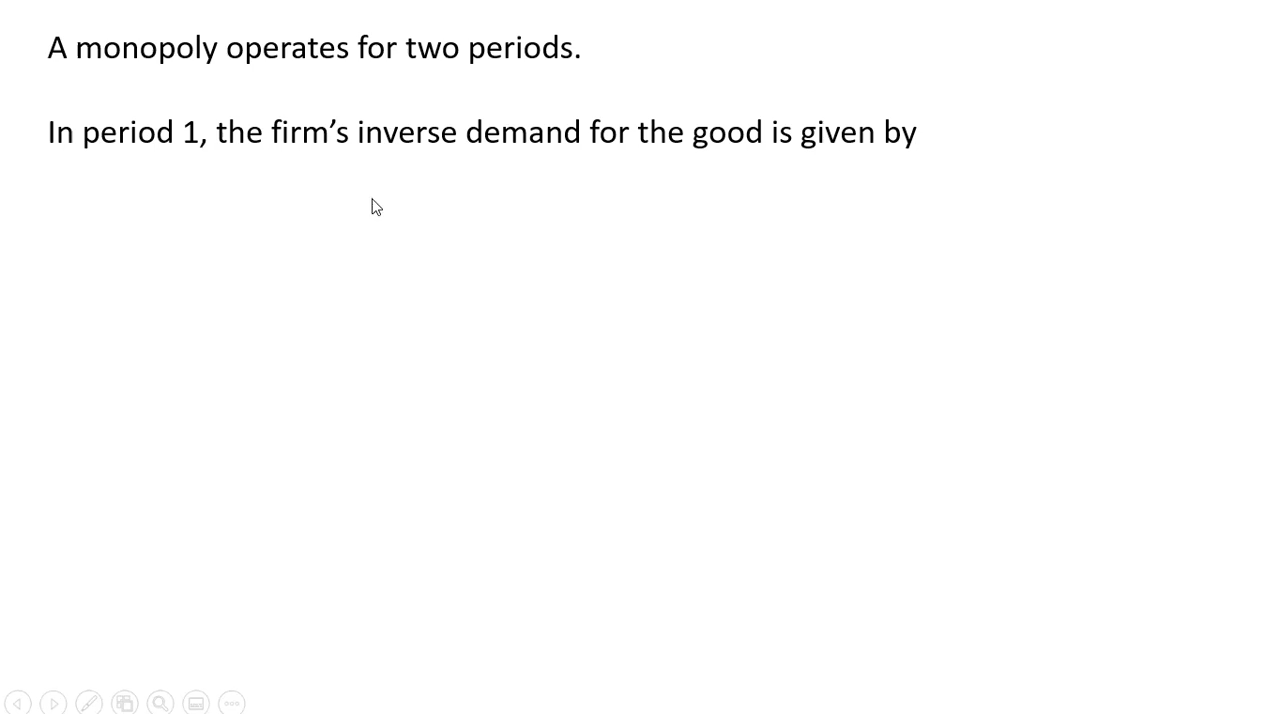 A monopoly operates for two periods.
In period 1, the firm’s inverse demand for the good is given by